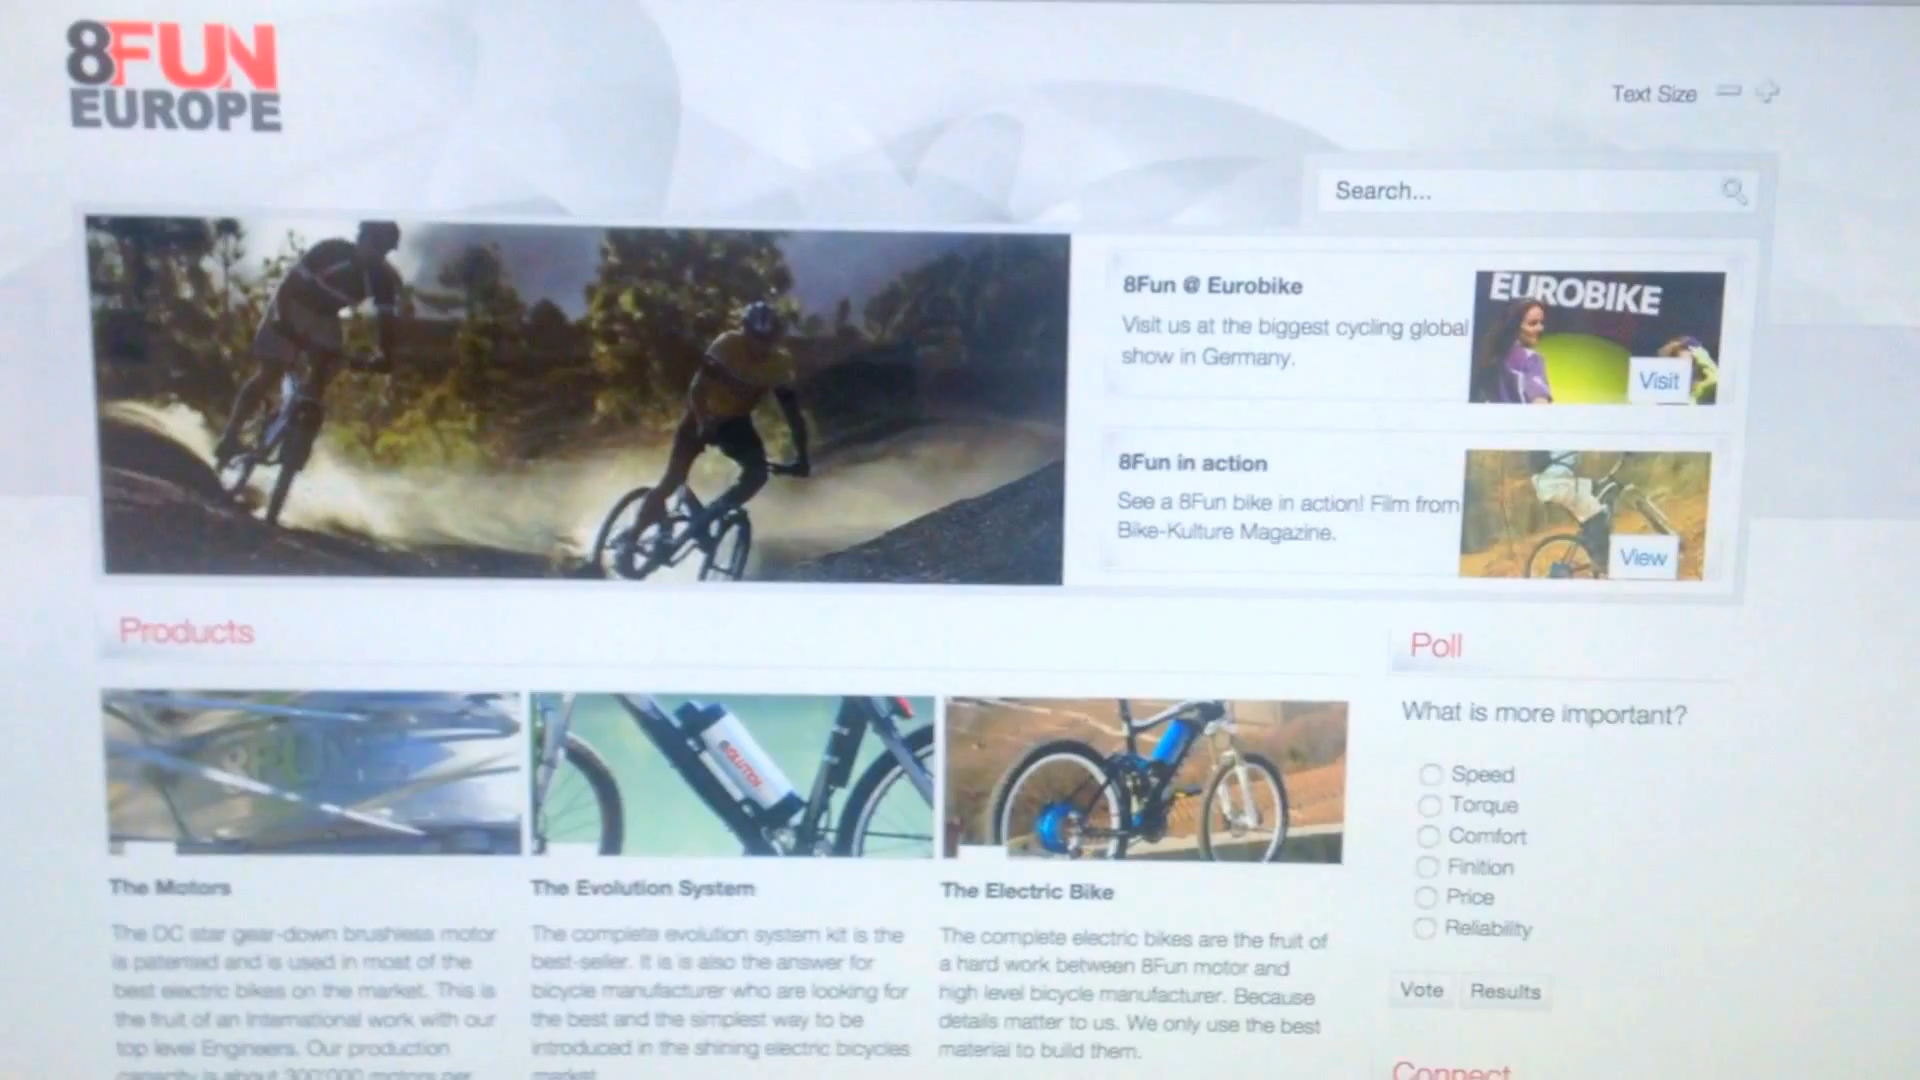 8FUN
EUROPE
Text Size
Search...
8Fun @ Eurobike
Visit us at the biggest cycling global
show in Germany.
EUROBIKE
Visit
8Fun in action
See a 8Fun bike in action! Film from
Bike-Kulture Magazine.
View
Products
Poll
What is more important?
Speed
Torque
Comfort
Finition
Price
Reliability
Vote
Results
8FUN
The Motors
The DC star gear-down brushless motor
is patented and is used in most of the
best electric bikes on the market. This is
the fruit of an International work with our
top level Engineers. Our production
capacity is about 300'000 motors per
The Evolution System
The complete evolution system kit is the
best-seller. It is is also the answer for
bicycle manufacturer who are looking for
the best and the simplest way to be
introduced in the shining electric bicycles
market
The Electric Bike
The complete electric bikes are the fruit of
a hard work between 8Fun motor and
high level bicycle manufacturer. Because
details matter to us. We only use the best
material to build them.
Connect